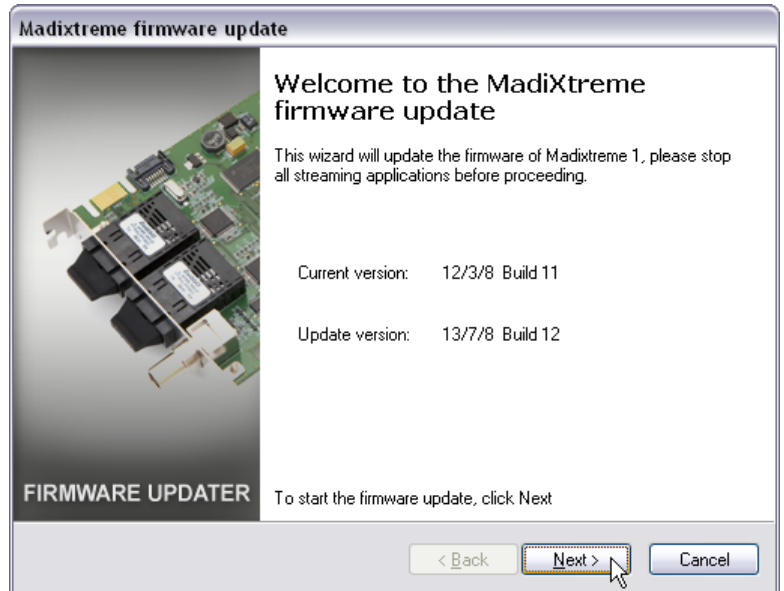 Madixtreme firmware update
Welcome to the MadiXtreme
firmware update
This wizard will update the firmware of Madixtreme 1, please stop
all streaming applications before proceeding.
Current version: 12/3/8 Build 11
Update version: 13/7/8 Build 12
FIRMWARE UPDATER
To start the firmware update, click Next
< Back
Next >
Cancel